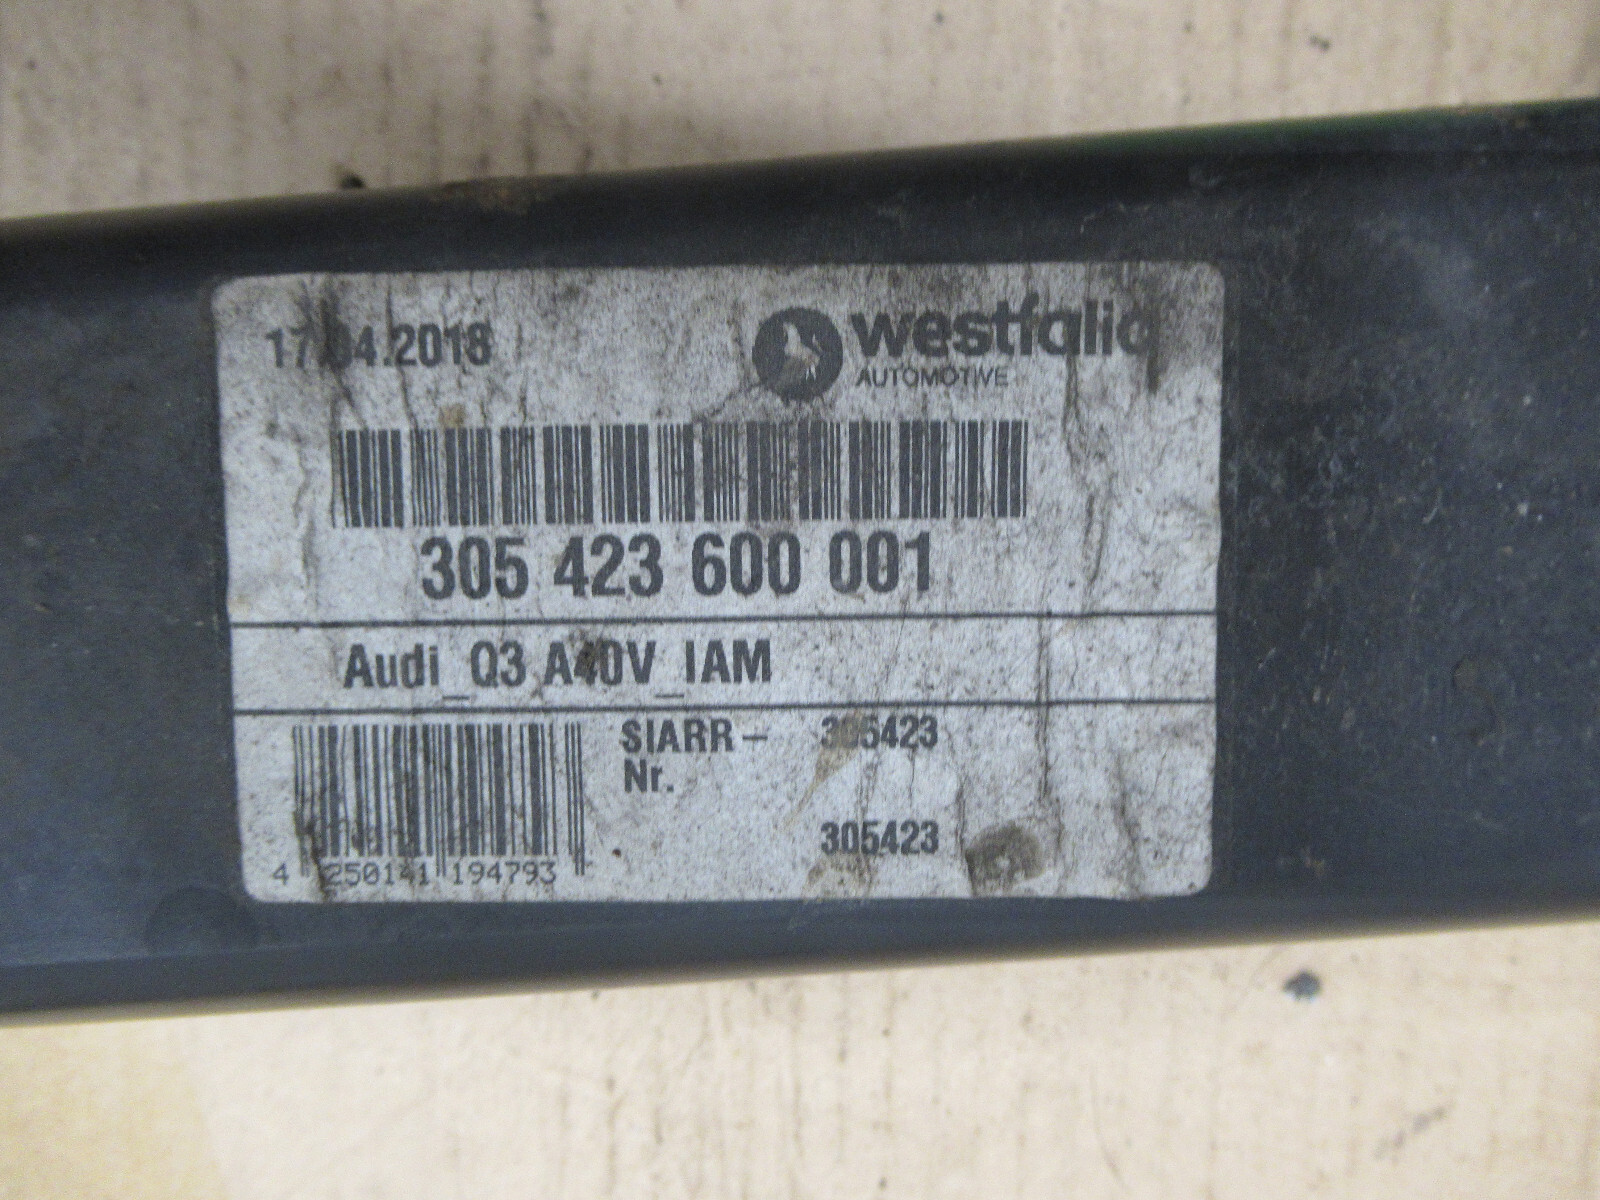 17.04.2018
westfalia
AUTOMOTIVE
305 423 600 001
Audi_Q3 A40V_IAM
SIARR- 305423
Nr.
305423
4 250141 194793